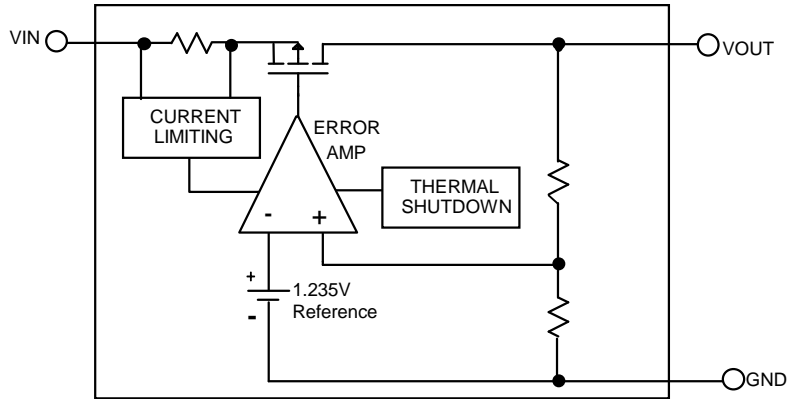 VIN
VOUT
CURRENT
LIMITING
ERROR
AMP
THERMAL
SHUTDOWN
- +
+
1.235V
Reference
-
GND